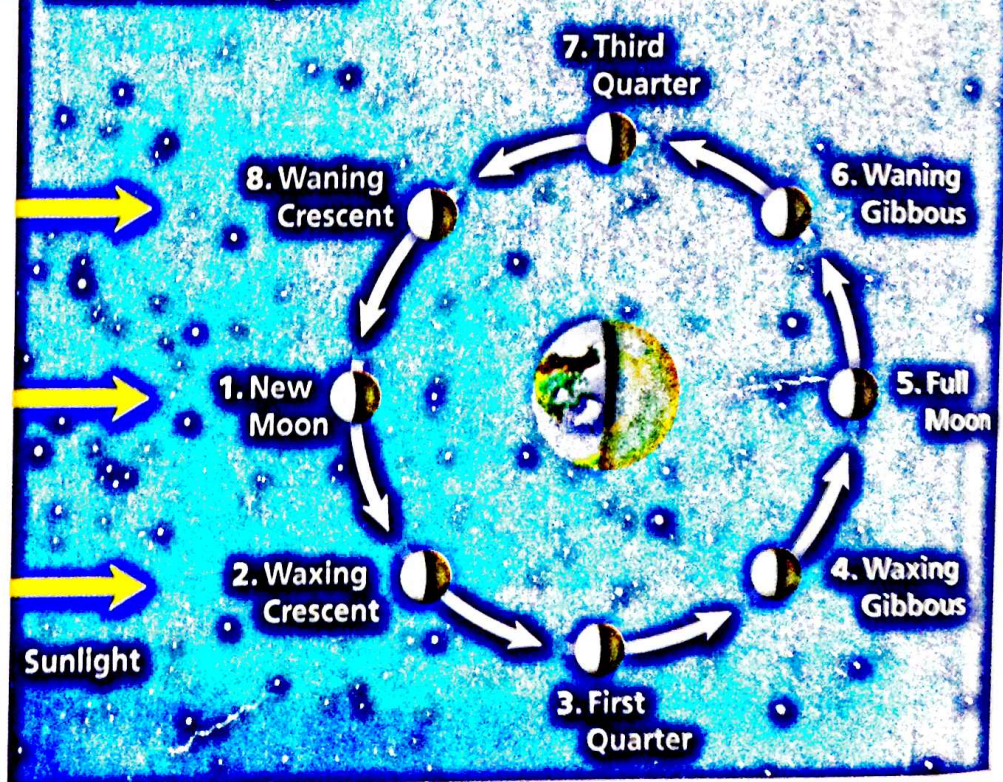 7. Third
Quarter
8. Waning
Crescent
6. Waning
Gibbous
1. New
Moon
5. Full
Moon
2. Waxing
Crescent
4. Waxing
Gibbous
Sunlight
3. First
Quarter